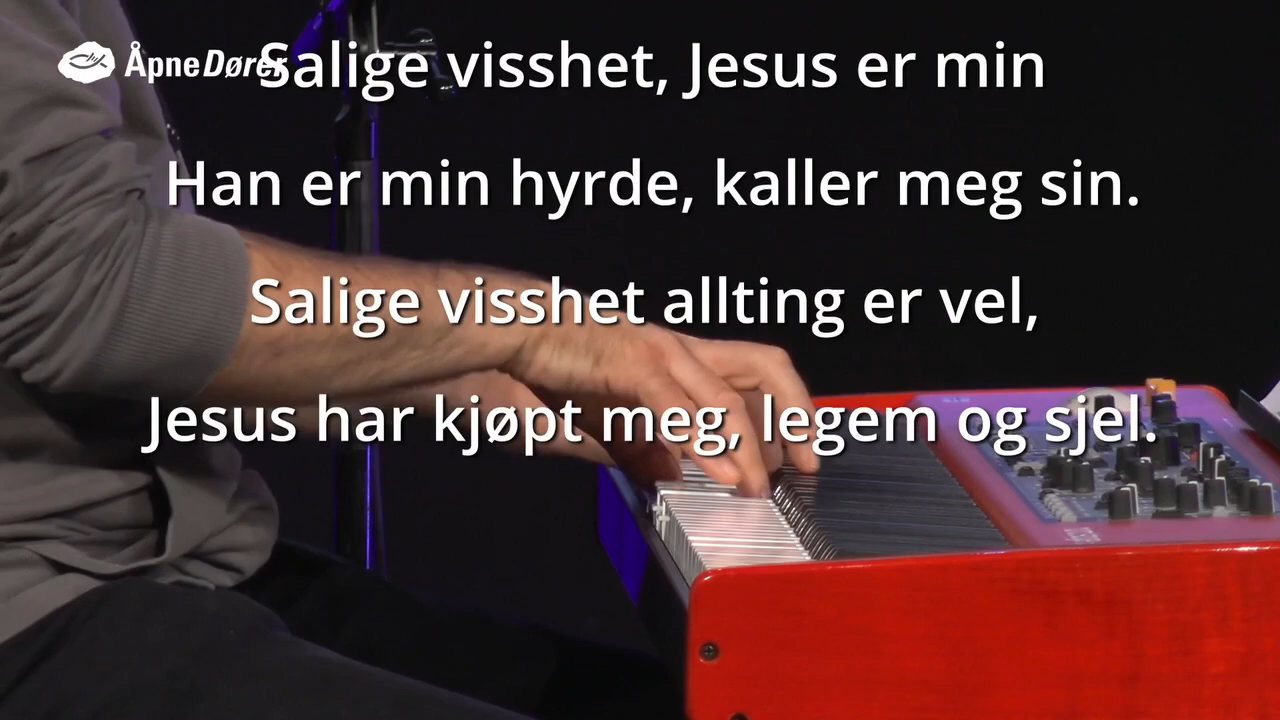 ÅpneDører
Salige visshet, Jesus er min
Han er min hyrde, kaller meg sin.
Salige visshet allting er vel,
Jesus har kjøpt meg, legem og sjel.